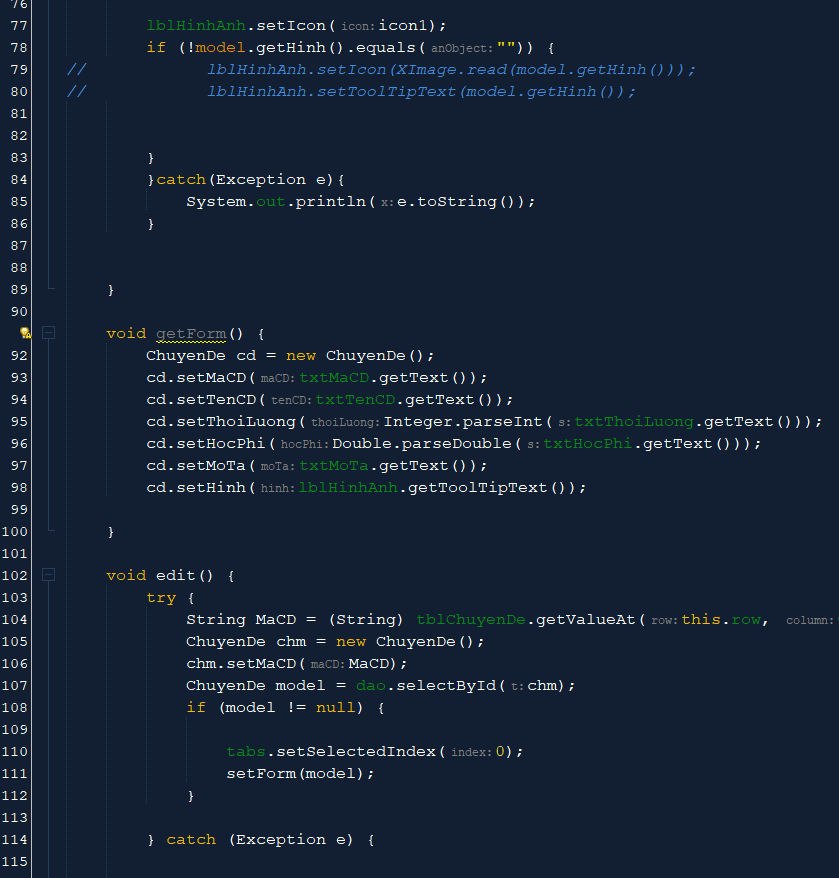 76
77 lblHinhAnh.setIcon( icon: icon1);
78 if (!model.getHinh().equals( anObject: "")) {
79 // lblHinhAnh.setIcon(XImage.read(model.getHinh()));
80 // lblHinhAnh.setToolTipText(model.getHinh());
81
82
83 }
84 }catch(Exception e){
85 System.out.println( x: e.toString());
86 }
87
88
89 }
90
void getForm() {
92 ChuyenDe cd = new ChuyenDe();
93 cd.setMaCD( maCD: txtMaCD.getText());
94 cd.setTenCD( tenCD: txtTenCD.getText());
95 cd.setThoiLuong( thoiLuong: Integer.parseInt( s: txtThoiLuong.getText()));
96 cd.setHocPhi( hocPhi: Double.parseDouble( s: txtHocPhi.getText()));
97 cd.setMoTa( moTa: txtMoTa.getText());
98 cd.setHinh( hinh: lblHinhAnh.getToolTipText());
99
100 }
101
102 void edit() {
103 try {
104 String MaCD = (String) tblChuyenDe.getValueAt( row: this.row, column:
105 ChuyenDe chm = new ChuyenDe();
106 chm.setMaCD( maCD: MaCD);
107 ChuyenDe model = dao.selectById( t: chm);
108 if (model != null) {
109
110 tabs.setSelectedIndex( index: 0);
111 setForm(model);
112 }
113
114 } catch (Exception e) {
115